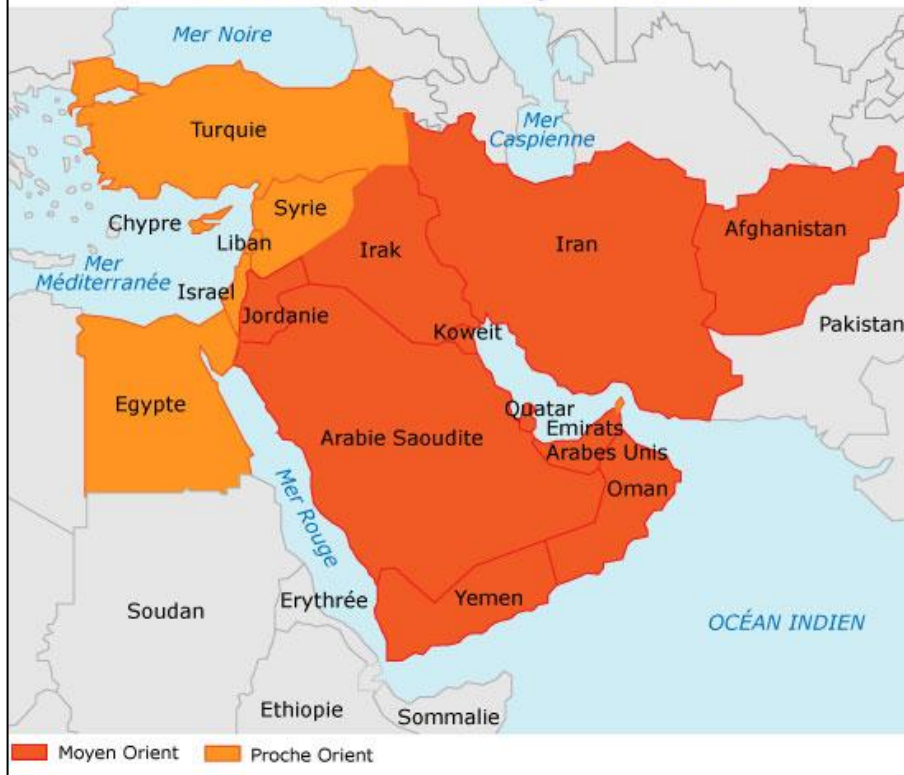 Mer Noire
Turquie
Mer
Caspienne
Chypre
Syrie
Liban
Irak
Iran
Afghanistan
Mer
Méditerranée
Israel
Jordanie
Koweit
Pakistan
Egypte
Quatar
Emirats
Arabes Unis
Arabie Saoudite
Oman
Mer Rouge
Soudan
Erythrée
Yemen
OCÉAN INDIEN
Ethiopie
Sommalie
Moyen Orient
Proche Orient